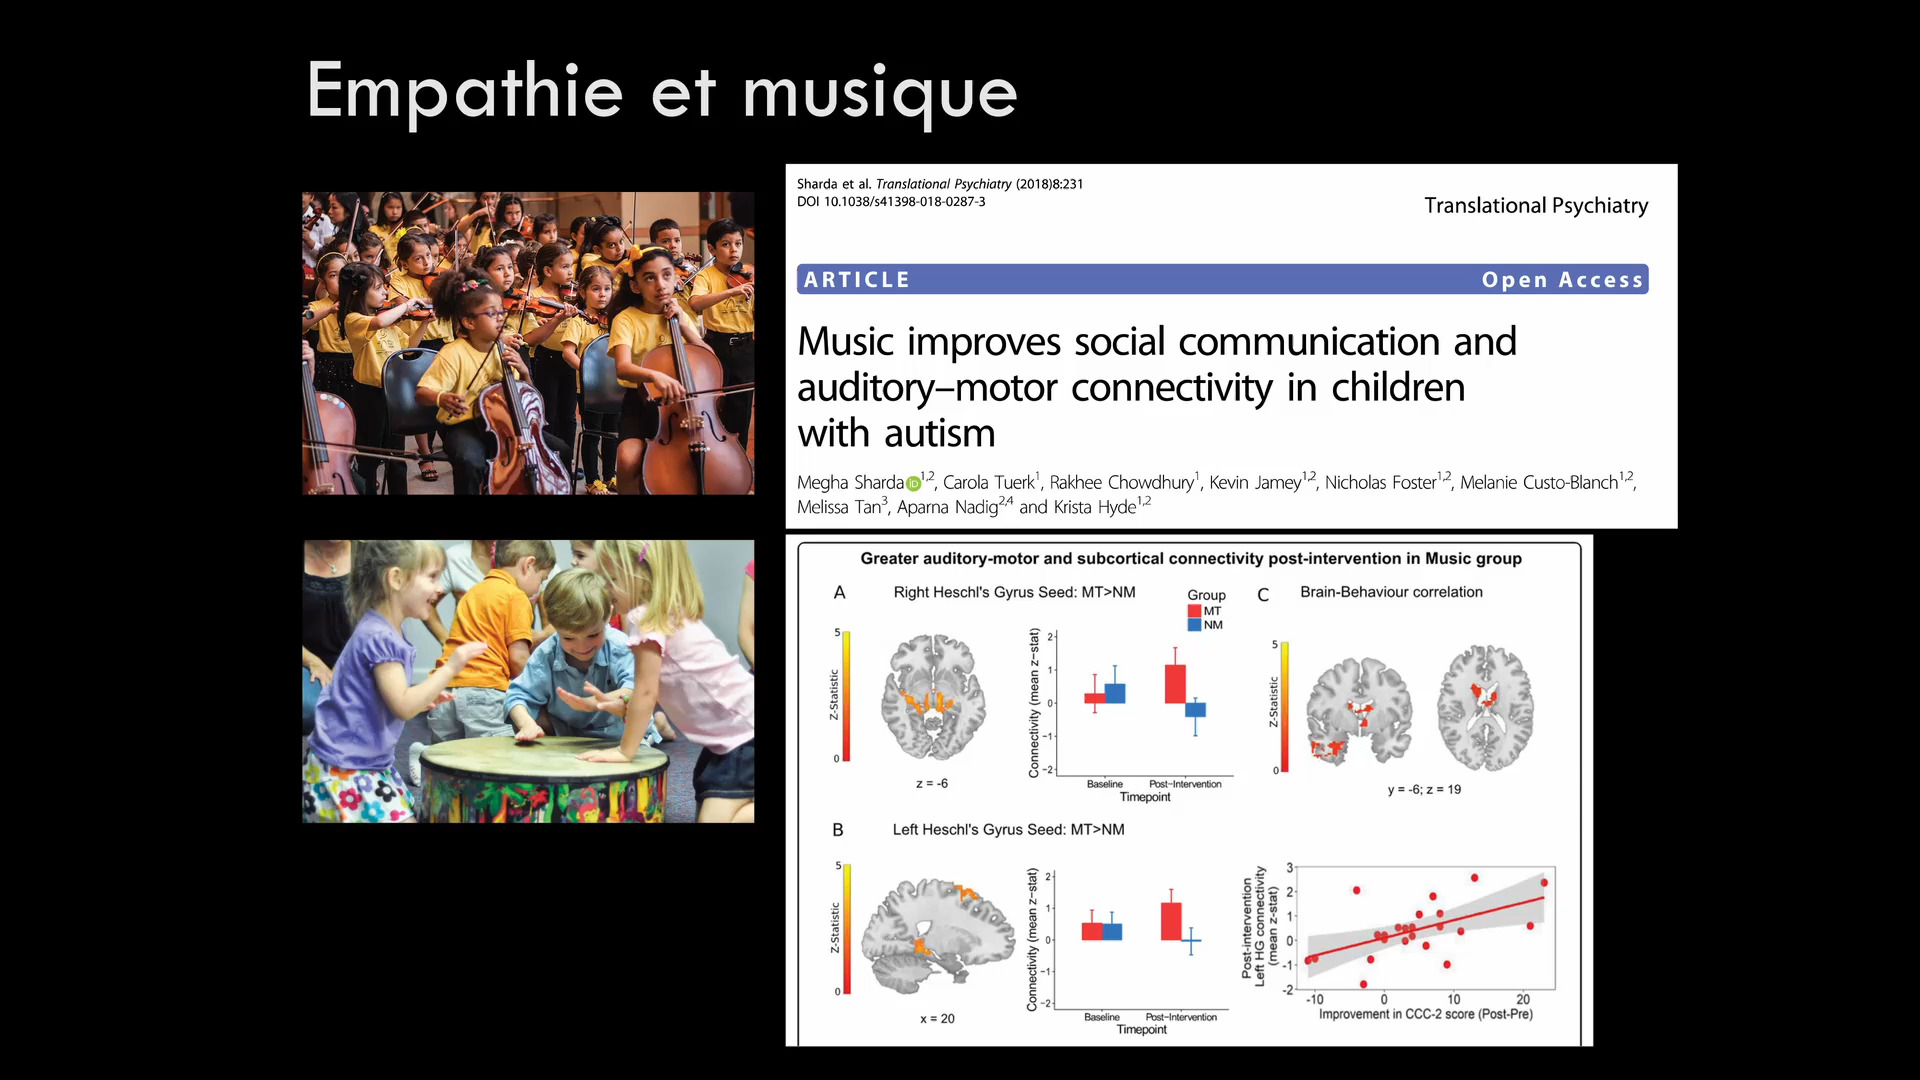 Empathie et musique
Sharda et al. Translational Psychiatry (2018)8:231
DOI 10.1038/s41398-018-0287-3
Translational Psychiatry
ARTICLE
Open Access
Music improves social communication and
auditory–motor connectivity in children
with autism
Megha Sharda iD 1,2, Carola Tuerk1, Rakhee Chowdhury1, Kevin Jamey1,2, Nicholas Foster1,2, Melanie Custo-Blanch1,2,
Melissa Tan3, Aparna Nadig2,4 and Krista Hyde1,2
Greater auditory-motor and subcortical connectivity post-intervention in Music group
A
Right Heschl's Gyrus Seed: MT>NM
Group
MT
NM
5
Z-Statistic
0
z = -6
Connectivity (mean z−stat)
2
1
0
−1
−2
Baseline
Post−Intervention
Timepoint
C
Brain-Behaviour correlation
5
Z-Statistic
0
y = -6; z = 19
B
Left Heschl's Gyrus Seed: MT>NM
5
Z-Statistic
0
x = 20
Connectivity (mean z−stat)
2
1
0
−1
−2
Baseline
Post−Intervention
Timepoint
Post-intervention
Left HG connectivity
(mean z-stat)
3
2
1
0
-1
-2
-10
0
10
20
Improvement in CCC-2 score (Post-Pre)